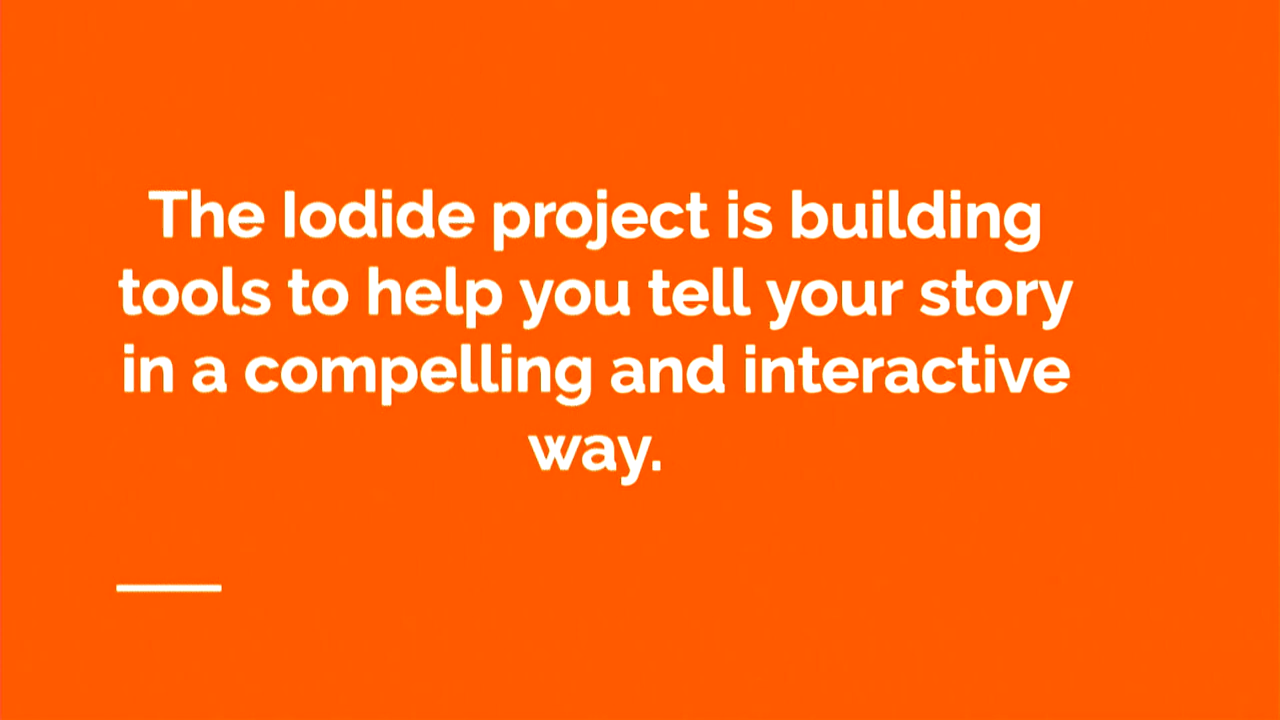 The Iodide project is building
tools to help you tell your story
in a compelling and interactive
way.